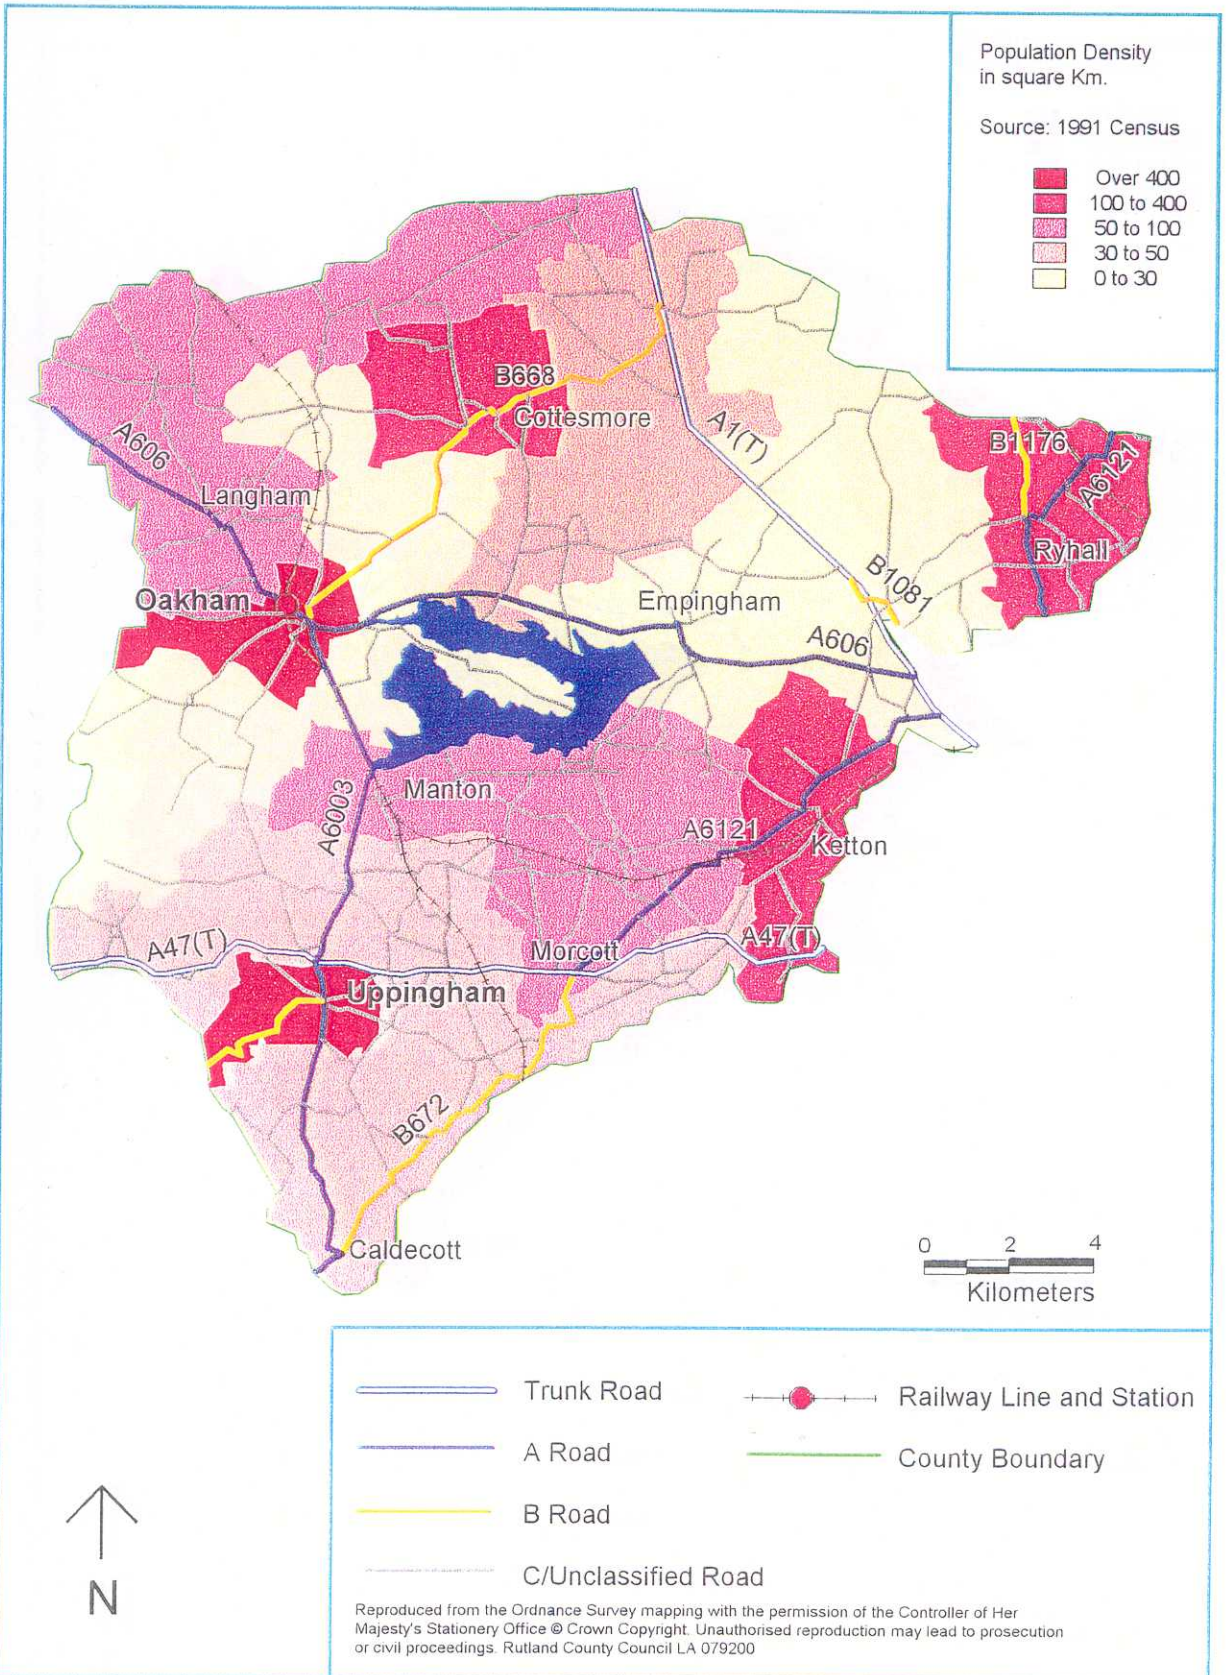 Population Density
in square Km.
Source: 1991 Census
Over 400
100 to 400
50 to 100
30 to 50
0 to 30
B668
Cottesmore
A1(T)
A606
B1176
A6121
Langham
Ryhall
Oakham
Empingham
B1081
A606
Manton
A6003
A6121
Ketton
A47(T)
Morcott
A47(T)
Uppingham
B672
Caldecott
0 2 4
Kilometers
Trunk Road
Railway Line and Station
A Road
County Boundary
B Road
C/Unclassified Road
N
Reproduced from the Ordnance Survey mapping with the permission of the Controller of Her
Majesty's Stationery Office © Crown Copyright. Unauthorised reproduction may lead to prosecution
or civil proceedings. Rutland County Council LA 079200